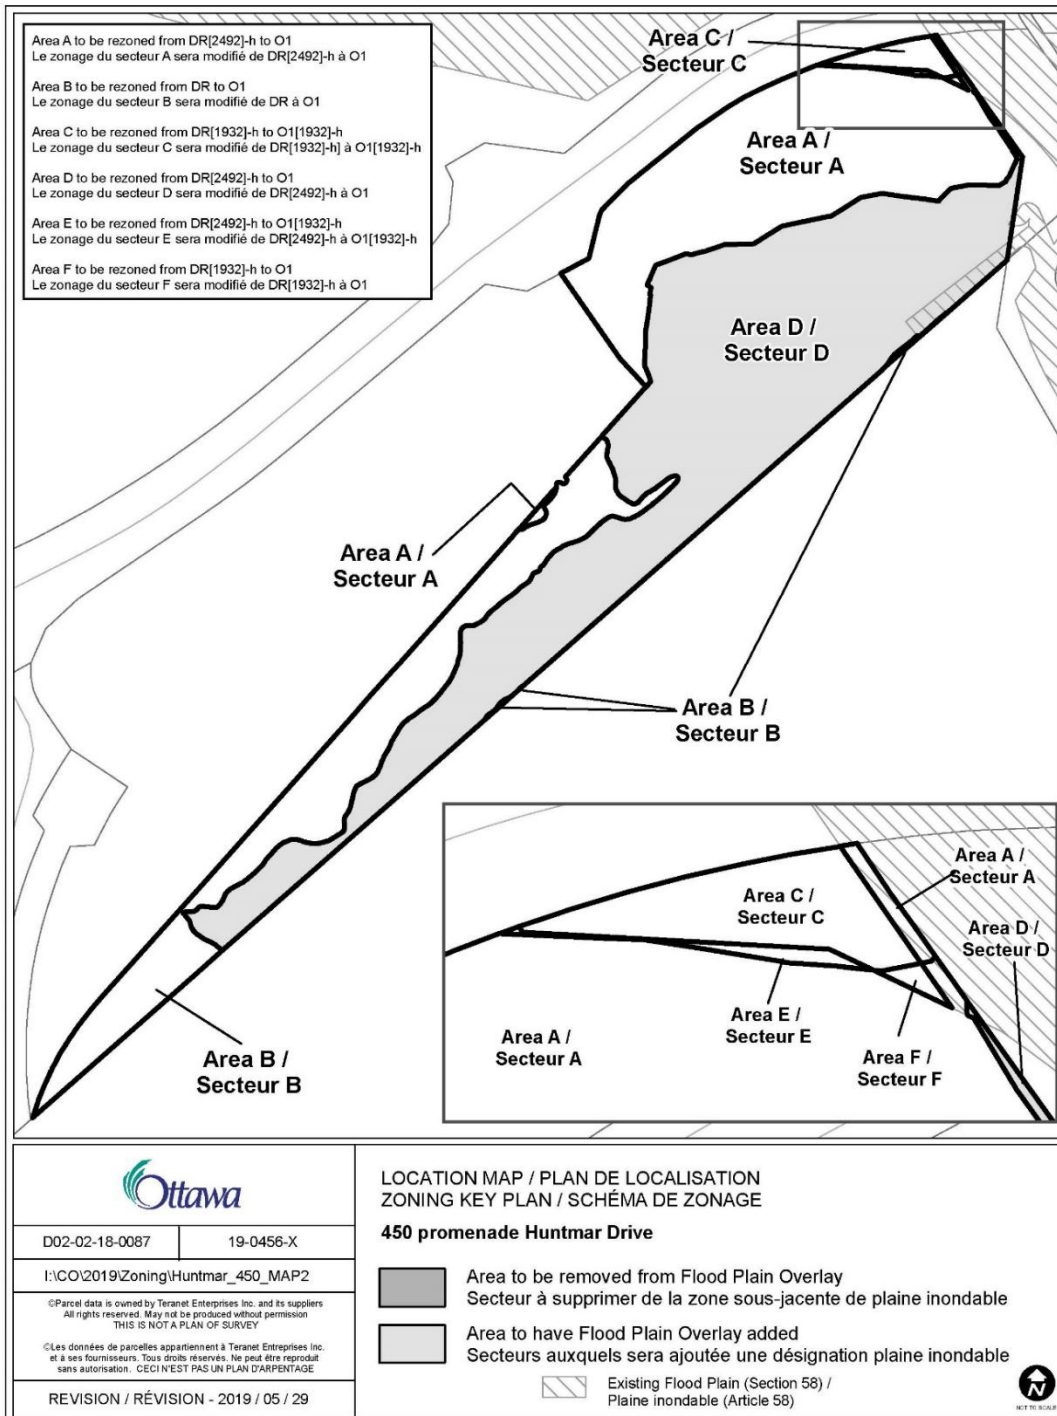 Area A to be rezoned from DR[2492]-h to O1
Le zonage du secteur A sera modifié de DR[2492]-h à O1
Area B to be rezoned from DR to O1
Le zonage du secteur B sera modifié de DR à O1
Area C to be rezoned from DR[1932]-h to O1[1932]-h
Le zonage du secteur C sera modifié de DR[1932]-h] à O1[1932]-h
Area D to be rezoned from DR[2492]-h to O1
Le zonage du secteur D sera modifié de DR[2492]-h à O1
Area E to be rezoned from DR[2492]-h to O1[1932]-h
Le zonage du secteur E sera modifié de DR[2492]-h à O1[1932]-h
Area F to be rezoned from DR[1932]-h to O1
Le zonage du secteur F sera modifié de DR[1932]-h à O1
Area C /
Secteur C
Area A /
Secteur A
Area D /
Secteur D
Area A /
Secteur A
Area B /
Secteur B
Area B /
Secteur B
Area A /
Secteur A
Area C /
Secteur C
Area D /
Secteur D
Area E /
Secteur E
Area A /
Secteur A
Area F /
Secteur F
Ottawa
D02-02-18-0087
19-0456-X
I:\CO\2019\Zoning\Huntmar_450_MAP2
©Parcel data is owned by Teranet Enterprises Inc. and its suppliers
All rights reserved. May not be produced without permission
THIS IS NOT A PLAN OF SURVEY
©Les données de parcelles appartiennent à Teranet Entreprises Inc.
et à ses fournisseurs. Tous droits réservés. Ne peut être reproduit
sans autorisation. CECI N'EST PAS UN PLAN D'ARPENTAGE
REVISION / RÉVISION - 2019 / 05 / 29
LOCATION MAP / PLAN DE LOCALISATION
ZONING KEY PLAN / SCHÉMA DE ZONAGE
450 promenade Huntmar Drive
Area to be removed from Flood Plain Overlay
Secteur à supprimer de la zone sous-jacente de plaine inondable
Area to have Flood Plain Overlay added
Secteurs auxquels sera ajoutée une désignation plaine inondable
Existing Flood Plain (Section 58) /
Plaine inondable (Article 58)
N
NOT TO SCALE